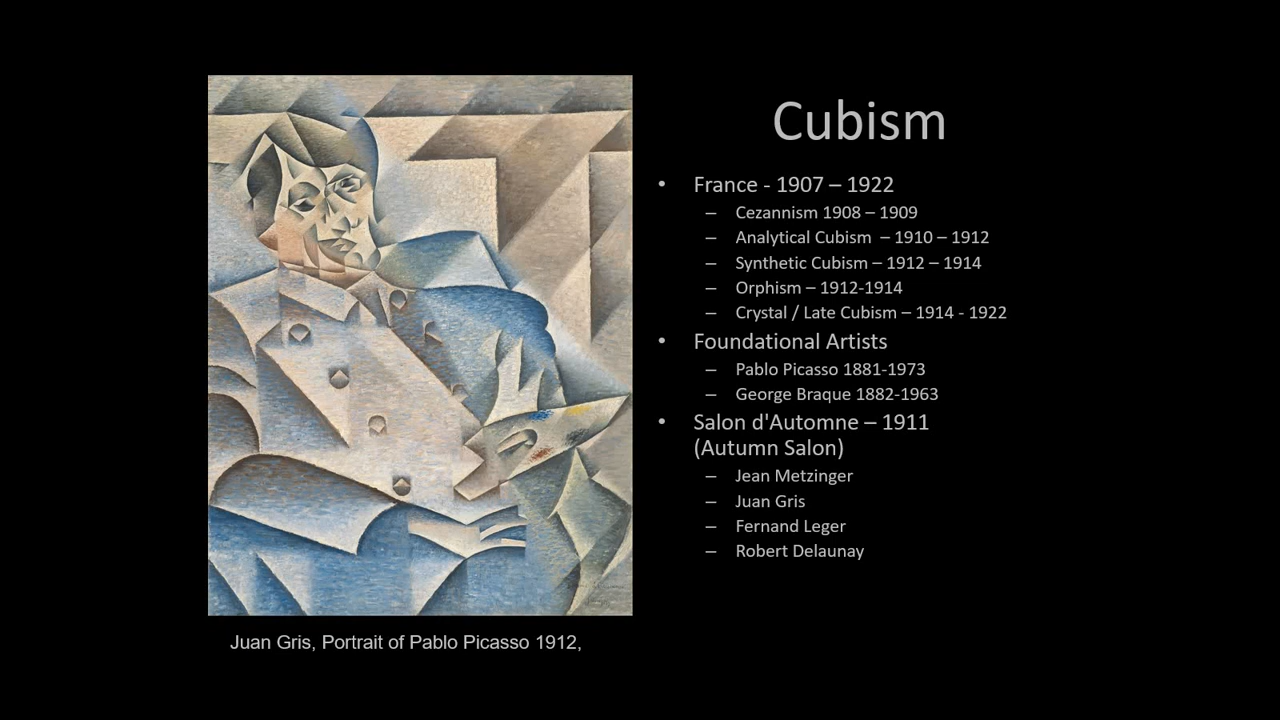 Cubism
• France - 1907 – 1922
– Cezannism 1908 – 1909
– Analytical Cubism – 1910 – 1912
– Synthetic Cubism – 1912 – 1914
– Orphism – 1912-1914
– Crystal / Late Cubism – 1914 - 1922
• Foundational Artists
– Pablo Picasso 1881-1973
– George Braque 1882-1963
• Salon d'Automne – 1911
(Autumn Salon)
– Jean Metzinger
– Juan Gris
– Fernand Leger
– Robert Delaunay
Juan Gris, Portrait of Pablo Picasso 1912,